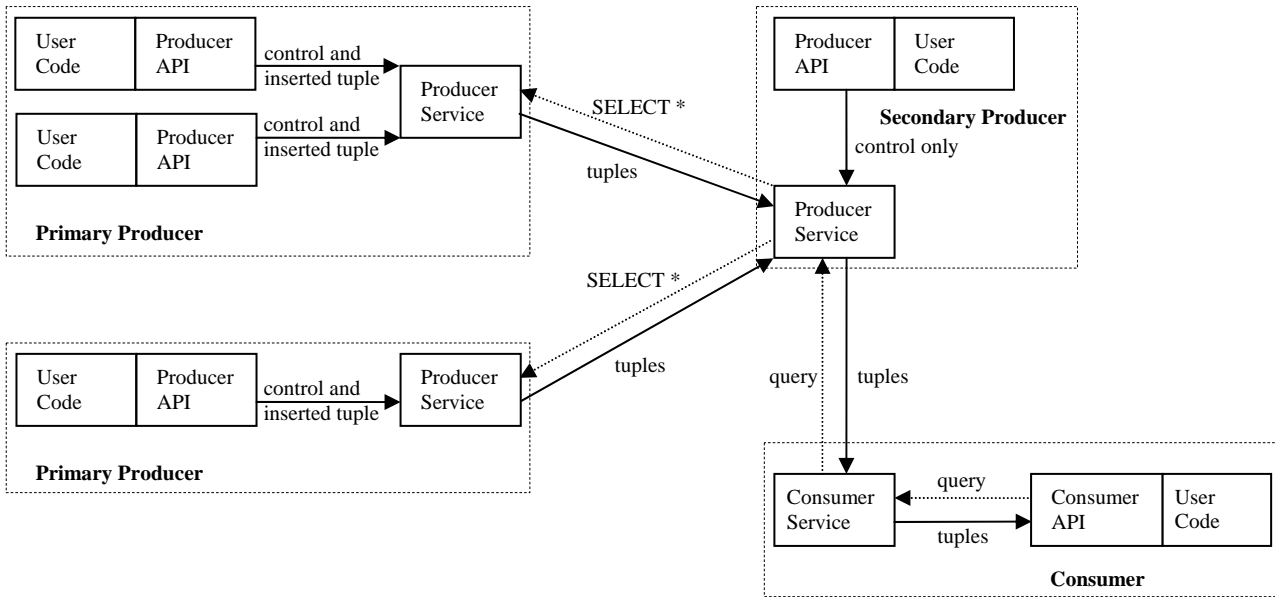 User
Code
Producer
API
control and
inserted tuple
Producer
Service
User
Code
Producer
API
control and
inserted tuple
Primary Producer
SELECT *
tuples
Producer
API
User
Code
Secondary Producer
control only
Producer
Service
SELECT *
tuples
User
Code
Producer
API
control and
inserted tuple
Producer
Service
Primary Producer
query
tuples
Consumer
Service
query
tuples
Consumer
API
User
Code
Consumer